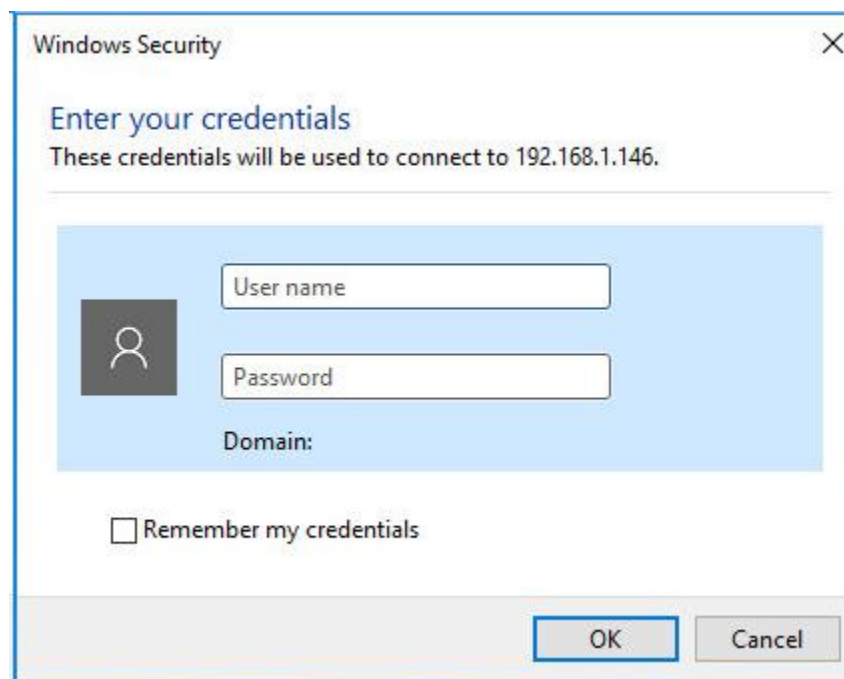 Windows Security
Enter your credentials
These credentials will be used to connect to 192.168.1.146.
User name
Password
Domain:
Remember my credentials
OK Cancel